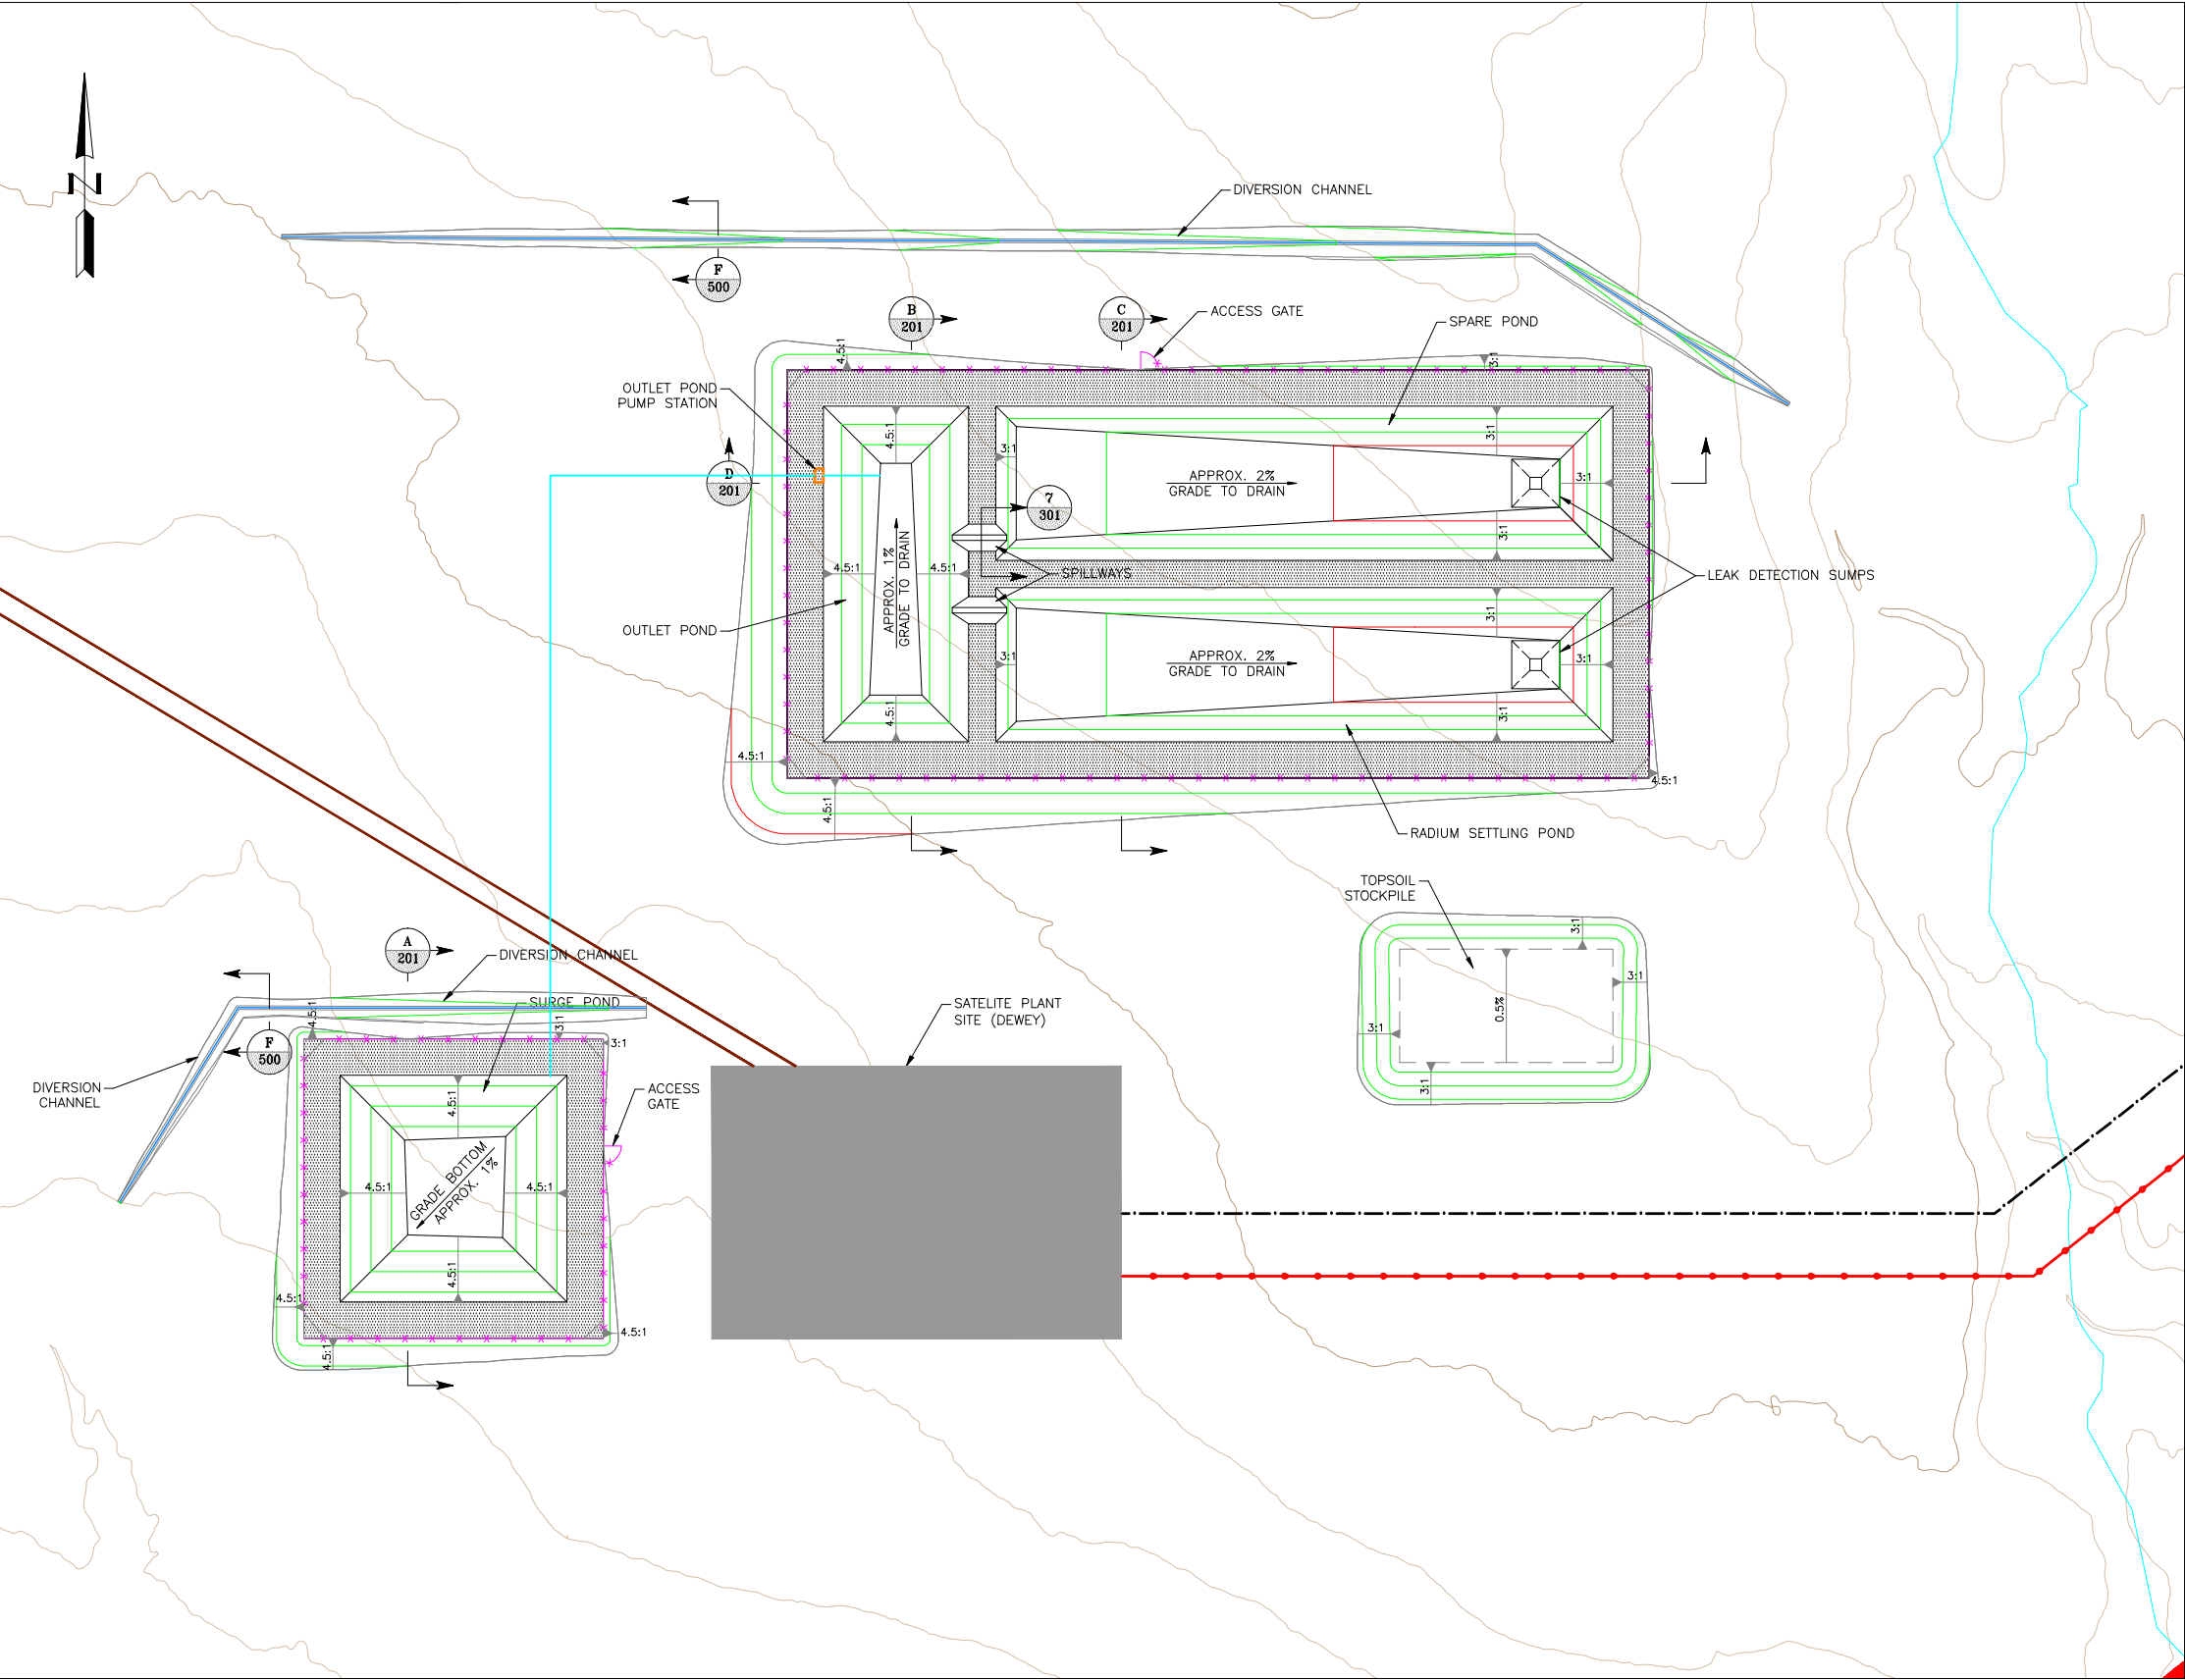 N
DIVERSION CHANNEL
F
500
B
201
C
201
ACCESS GATE
SPARE POND
4.5:1
3:1
OUTLET POND
PUMP STATION
4.5:1
3:1
3:1
D
201
APPROX. 2%
GRADE TO DRAIN
3:1
7
301
3:1
APPROX. 1%
GRADE TO DRAIN
4.5:1
4.5:1
SPILLWAYS
LEAK DETECTION SUMPS
OUTLET POND
3:1
3:1
APPROX. 2%
GRADE TO DRAIN
3:1
4.5:1
3:1
4.5:1
4.5:1
4.5:1
RADIUM SETTLING POND
TOPSOIL
STOCKPILE
3:1
3:1
0.5%
3:1
3:1
A
201
DIVERSION CHANNEL
SURGE POND
SATELITE PLANT
SITE (DEWEY)
4.5:1
3:1
3:1
F
500
DIVERSION
CHANNEL
ACCESS
GATE
4.5:1
GRADE BOTTOM
APPROX. 1%
4.5:1
4.5:1
4.5:1
4.5:1
4.5:1
4.5:1